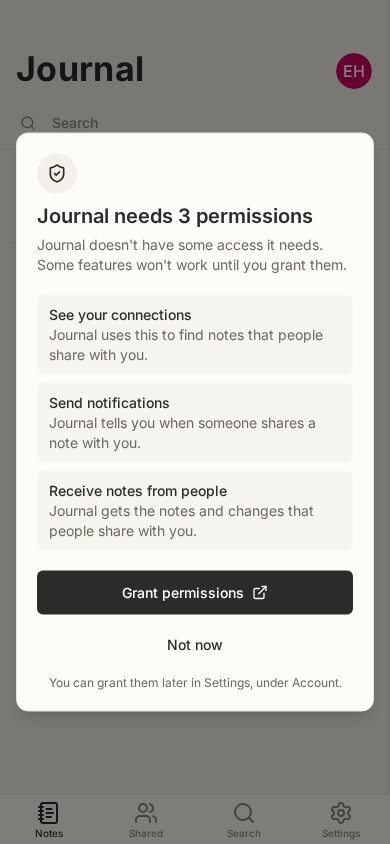 Journal
EH
Search
Journal needs 3 permissions
Journal doesn't have some access it needs.
Some features won't work until you grant them.
See your connections
Journal uses this to find notes that people
share with you.
Send notifications
Journal tells you when someone shares a
note with you.
Receive notes from people
Journal gets the notes and changes that
people share with you.
Grant permissions
Not now
You can grant them later in Settings, under Account.
Notes
Shared
Search
Settings